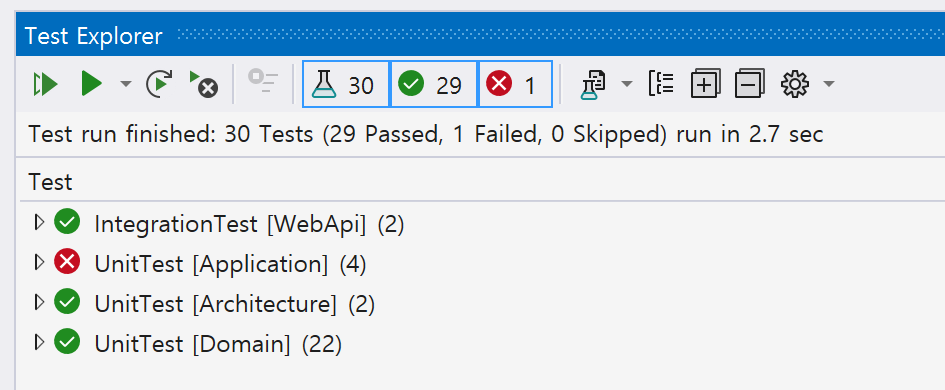 Test Explorer
30 29 1
Test run finished: 30 Tests (29 Passed, 1 Failed, 0 Skipped) run in 2.7 sec
Test
IntegrationTest [WebApi] (2)
UnitTest [Application] (4)
UnitTest [Architecture] (2)
UnitTest [Domain] (22)